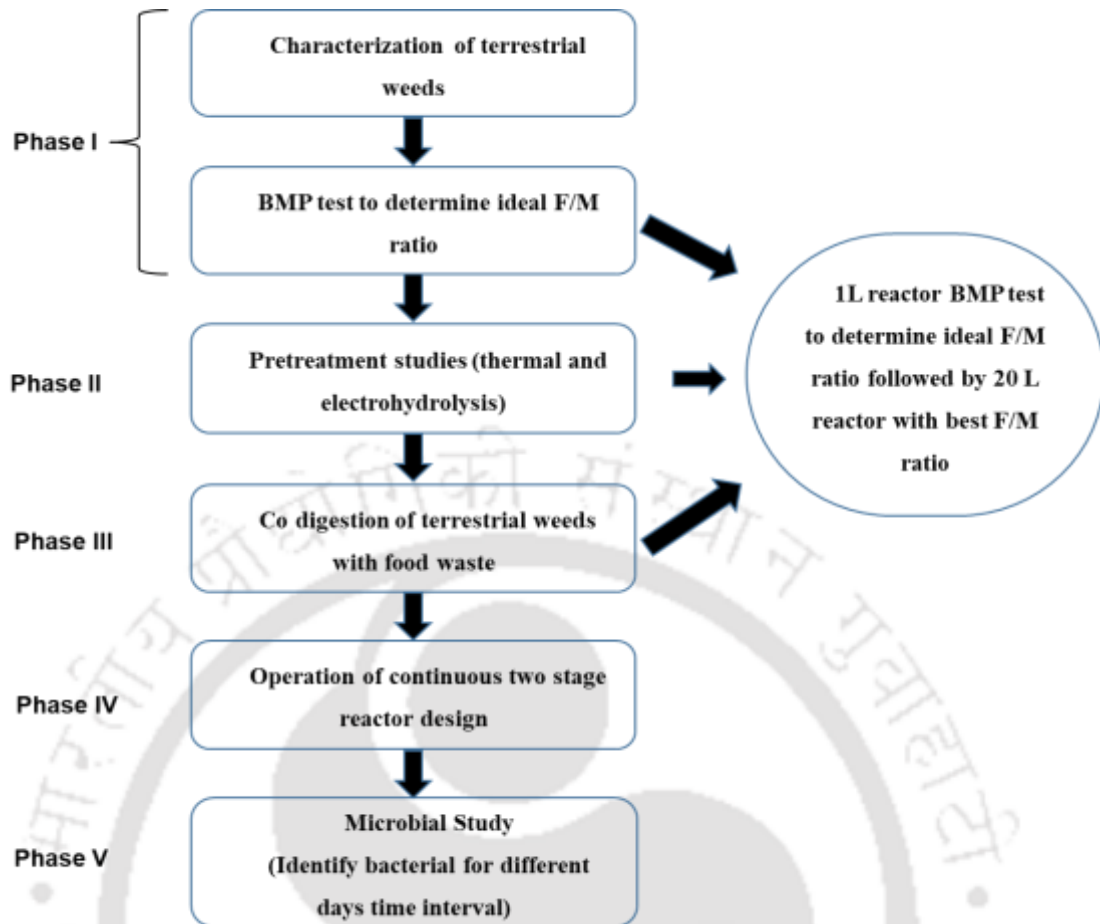 Characterization of terrestrial
weeds
Phase I
BMP test to determine ideal F/M
ratio
1L reactor BMP test
to determine ideal F/M
ratio followed by 20 L
reactor with best F/M
ratio
Phase II
Pretreatment studies (thermal and
electrohydrolysis)
Phase III
Co digestion of terrestrial weeds
with food waste
Phase IV
Operation of continuous two stage
reactor design
Phase V
Microbial Study
(Identify bacterial for different
days time interval)
भारतीय प्रौद्योगिकी संस्थान गुवाहाटी